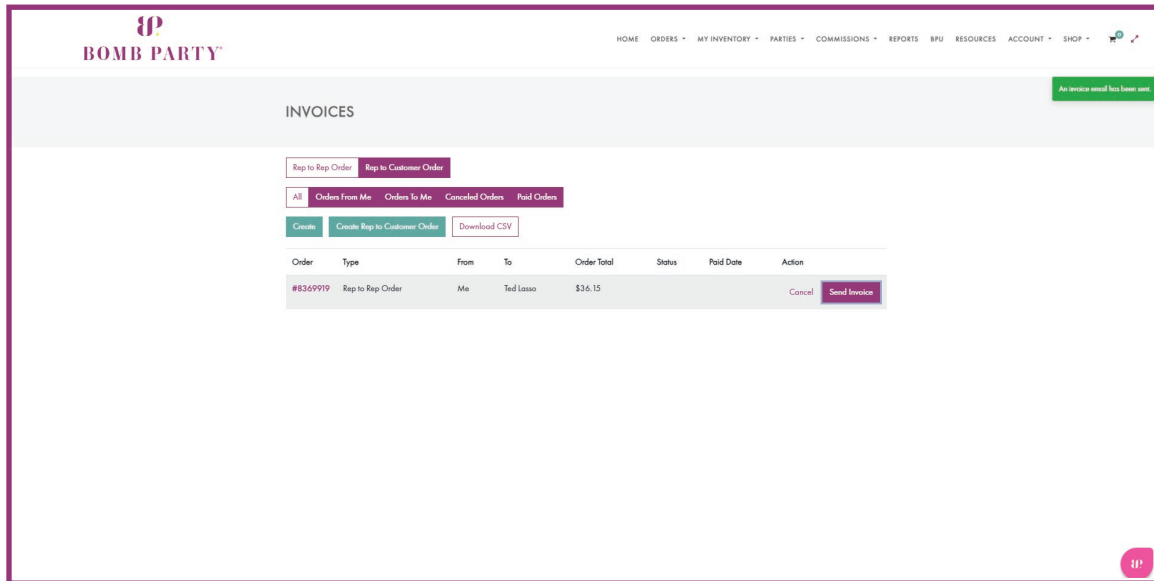 BP
BOMB PARTY
HOME ORDERS MY INVENTORY PARTIES COMMISSIONS REPORTS BPU RESOURCES ACCOUNT SHOP 0
An invoice email has been sent.
INVOICES
Rep to Rep Order Rep to Customer Order
All Orders From Me Orders To Me Canceled Orders Paid Orders
Create Create Rep to Customer Order Download CSV
Order Type From To Order Total Status Paid Date Action
#8369919 Rep to Rep Order Me Ted Lasso $36.15 Cancel Send Invoice
BP